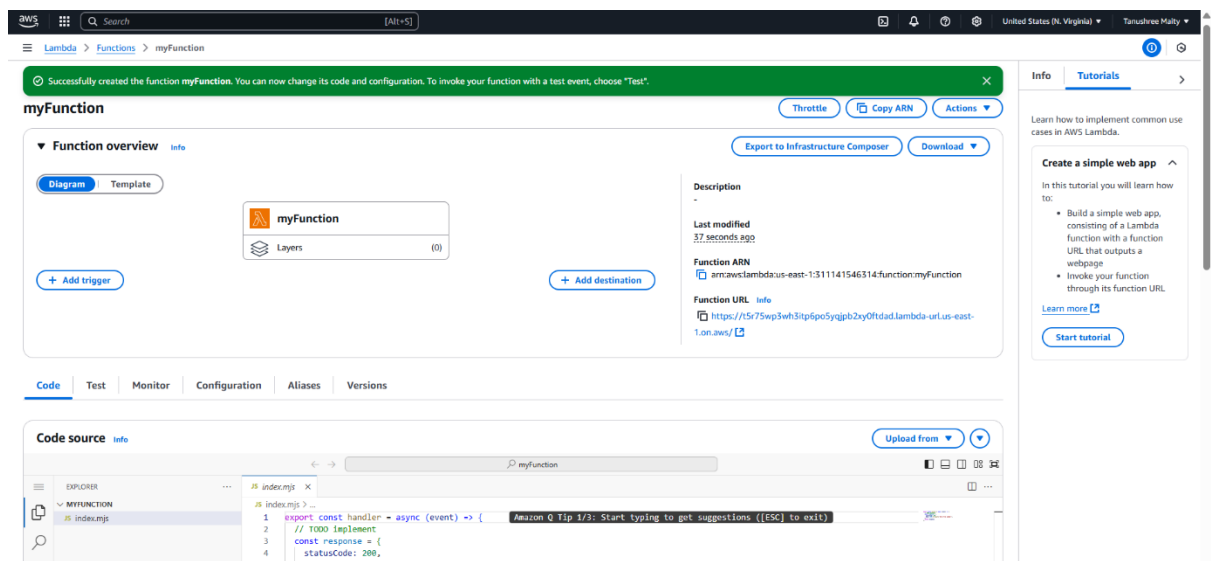 aws
Search [Alt+S]
United States (N. Virginia) ▼ Tanushree Maity ▼
Lambda > Functions > myFunction
Successfully created the function myFunction. You can now change its code and configuration. To invoke your function with a test event, choose "Test".
myFunction
Throttle Copy ARN Actions ▼
▼ Function overview Info
Export to Infrastructure Composer Download ▼
Diagram Template
myFunction
Layers (0)
+ Add trigger
+ Add destination
Description
-
Last modified
37 seconds ago
Function ARN
arn:aws:lambda:us-east-1:311141546314:function:myFunction
Function URL Info
https://t5r75wp3wh3itp6po5yqjpb2xy0ftdad.lambda-url.us-east-
1.on.aws/
Code Test Monitor Configuration Aliases Versions
Code source Info
Upload from ▼
myFunction
EXPLORER ...
JS index.mjs ×
MYFUNCTION
JS index.mjs
JS index.mjs > ...
1 export const handler = async (event) => { Amazon Q Tip 1/3: Start typing to get suggestions ([ESC] to exit)
2 // TODO implement
3 const response = {
4 statusCode: 200,
Info Tutorials
Learn how to implement common use
cases in AWS Lambda.
Create a simple web app
In this tutorial you will learn how
to:
• Build a simple web app,
consisting of a Lambda
function with a function
URL that outputs a
webpage
• Invoke your function
through its function URL
Learn more
Start tutorial